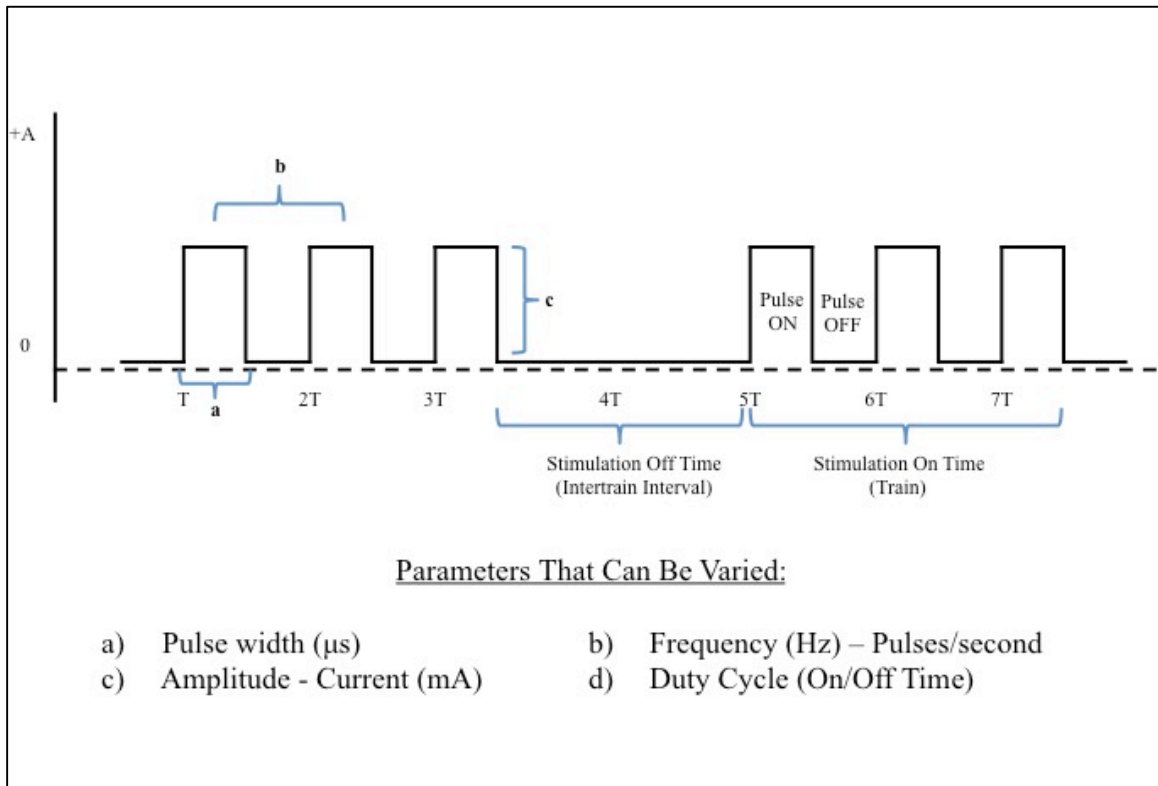 +A
b
c
Pulse
ON
Pulse
OFF
0
T
a
2T
3T
4T
5T
6T
7T
Stimulation Off Time
(Intertrain Interval)
Stimulation On Time
(Train)
Parameters That Can Be Varied:
a) Pulse width (μs)
b) Frequency (Hz) – Pulses/second
c) Amplitude - Current (mA)
d) Duty Cycle (On/Off Time)